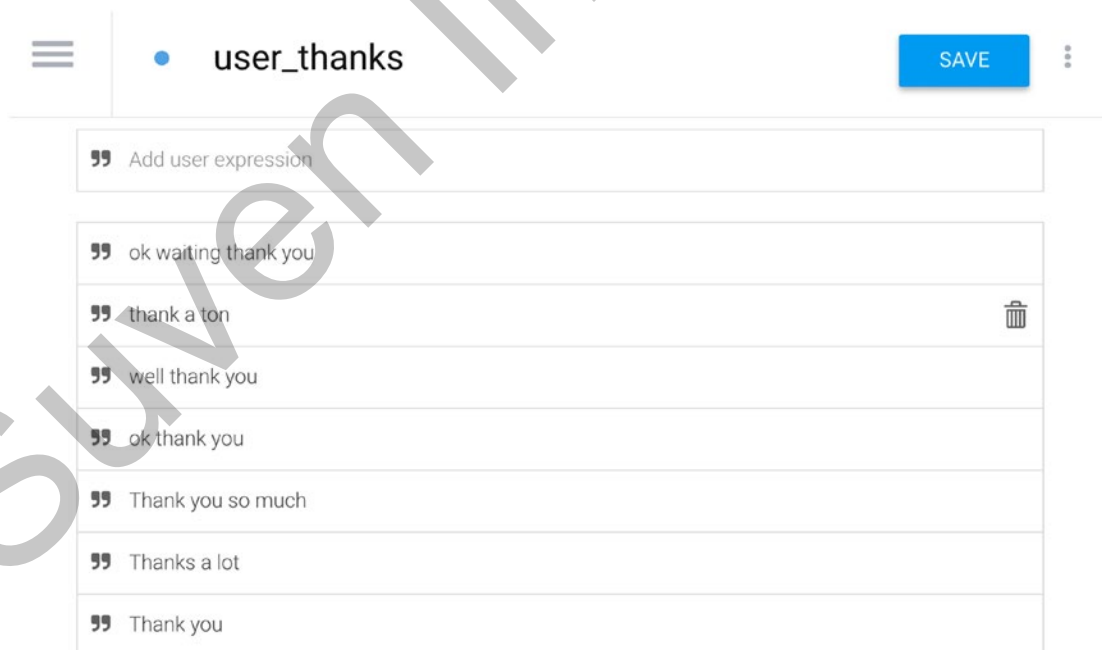 user_thanks
SAVE
Add user expression
ok waiting thank you
thank a ton
well thank you
ok thank you
Thank you so much
Thanks a lot
Thank you
Suven